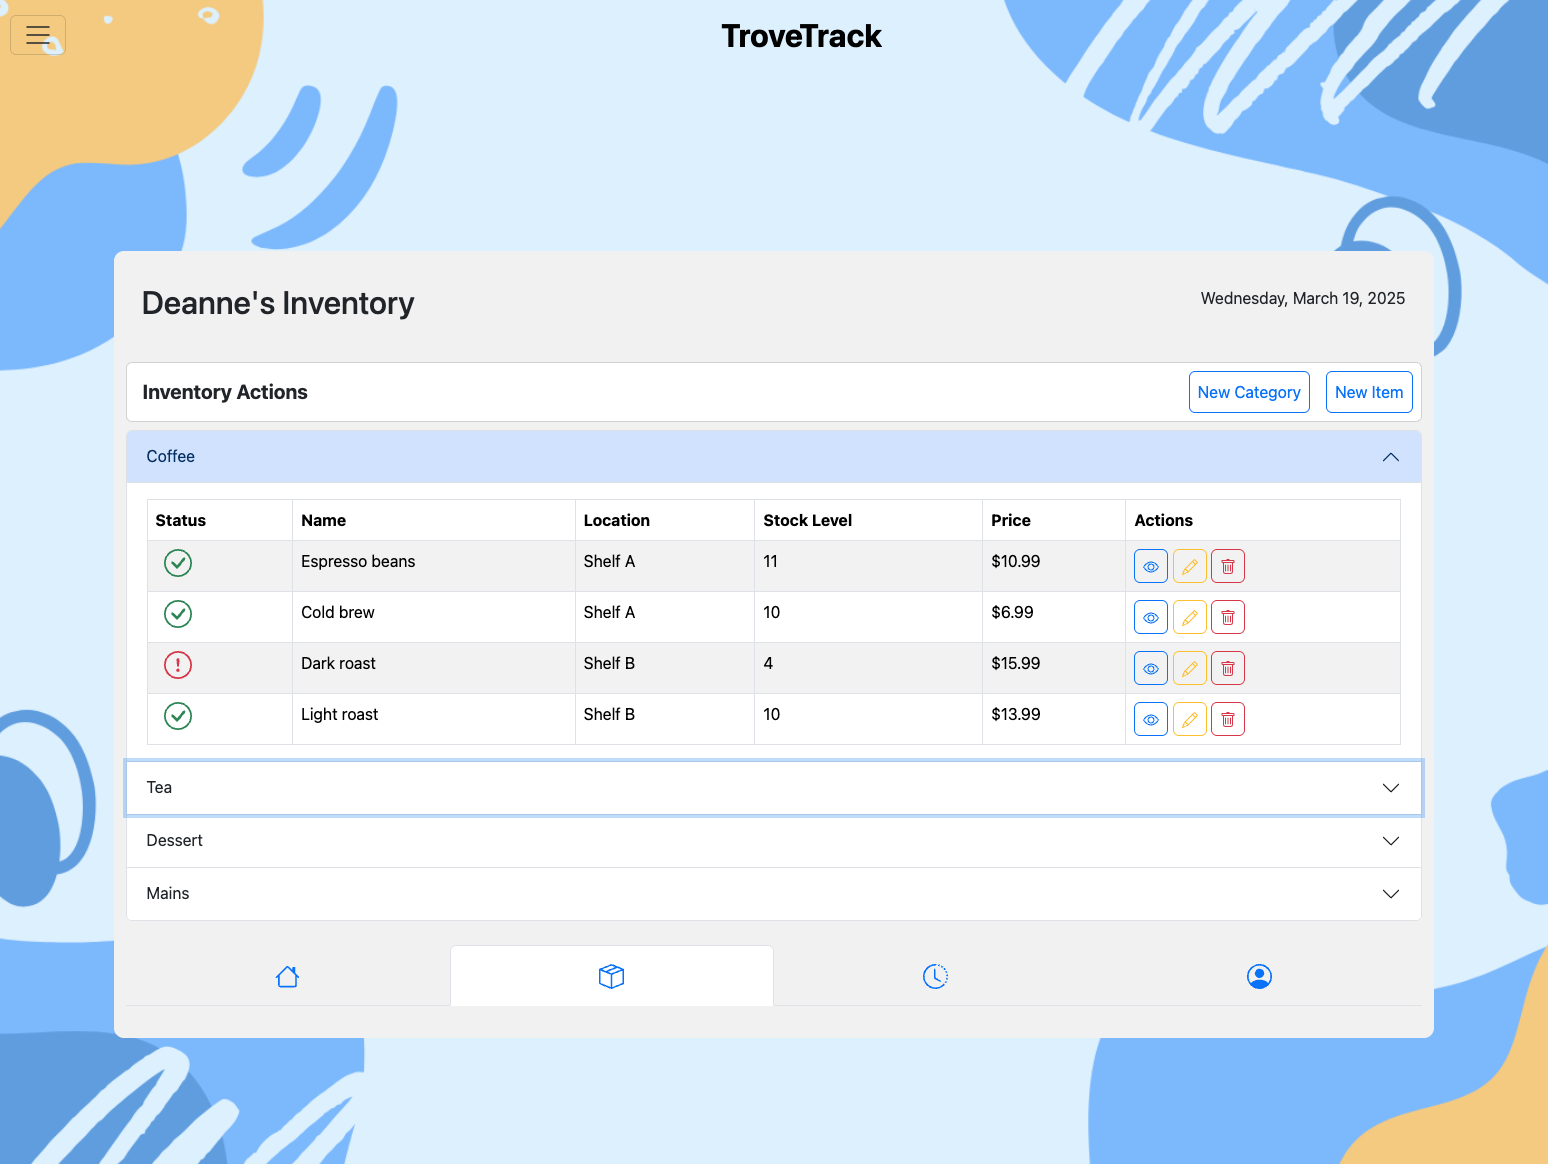 TroveTrack
Deanne's Inventory
Wednesday, March 19, 2025
Inventory Actions
New Category
New Item
Coffee
Status Name Location Stock Level Price Actions
Espresso beans Shelf A 11 $10.99
Cold brew Shelf A 10 $6.99
Dark roast Shelf B 4 $15.99
Light roast Shelf B 10 $13.99
Tea
Dessert
Mains